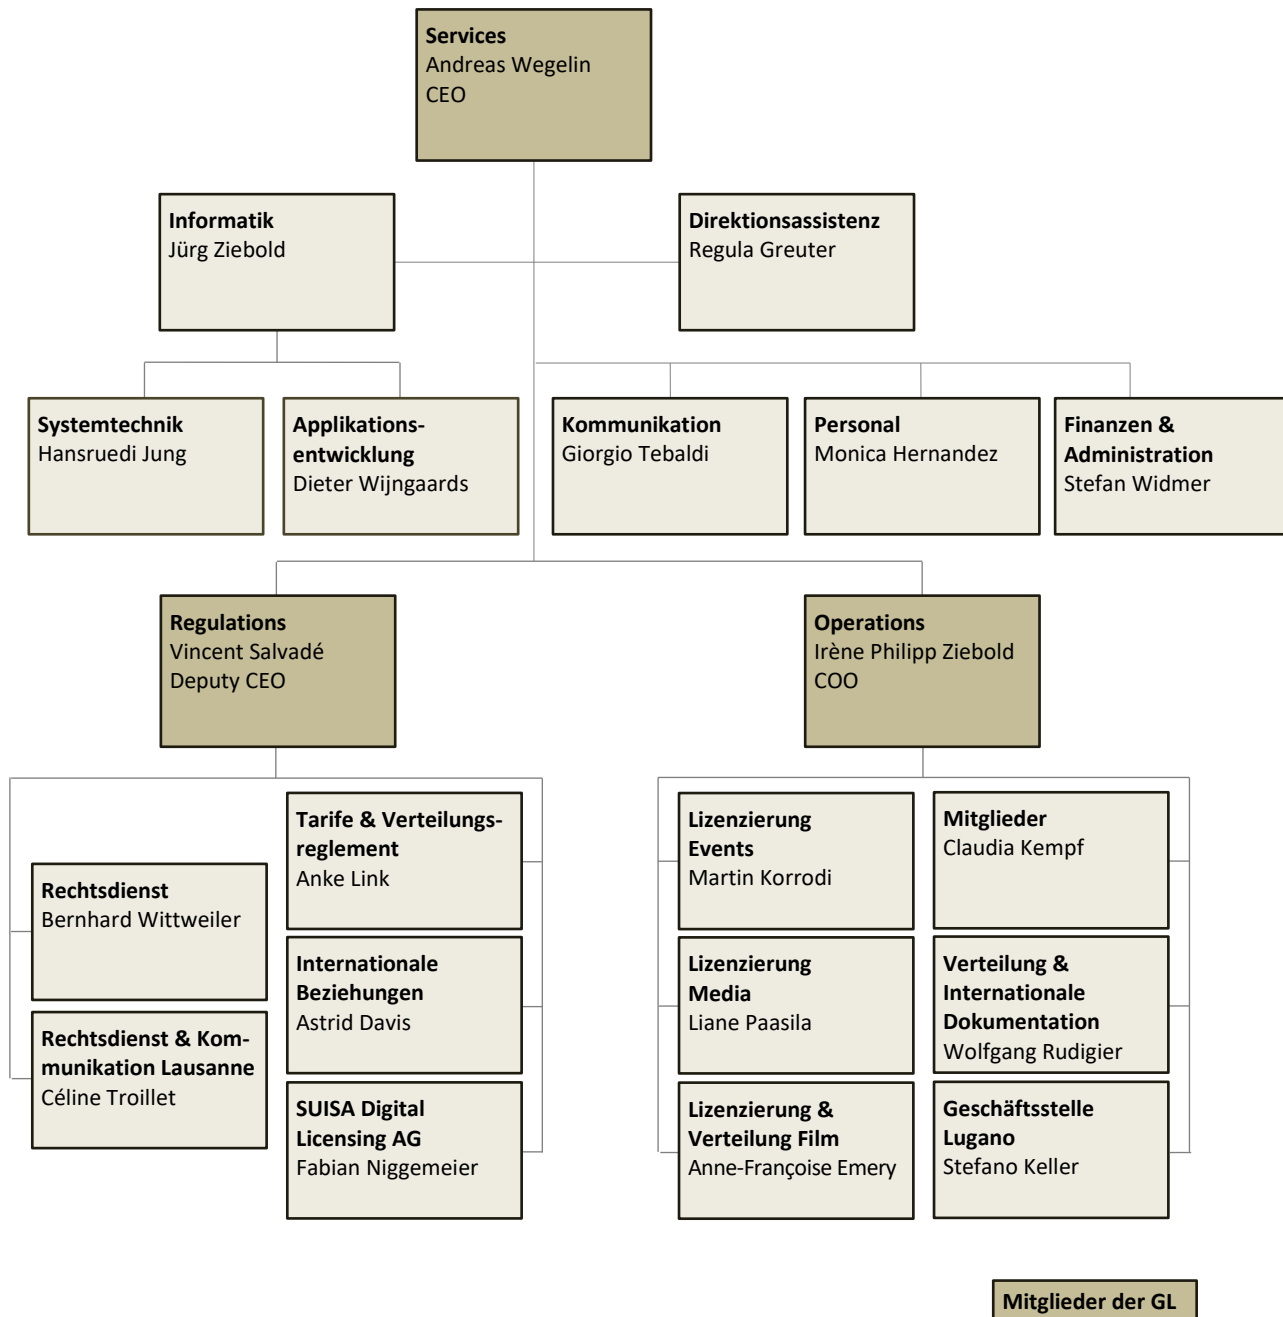 Services
Andreas Wegelin
CEO
Informatik
Jürg Ziebold
Direktionsassistenz
Regula Greuter
Systemtechnik
Hansruedi Jung
Applikations-
entwicklung
Dieter Wijngaards
Kommunikation
Giorgio Tebaldi
Personal
Monica Hernandez
Finanzen &
Administration
Stefan Widmer
Regulations
Vincent Salvadé
Deputy CEO
Operations
Irène Philipp Ziebold
COO
Rechtsdienst
Bernhard Wittweiler
Rechtsdienst & Kom-
munikation Lausanne
Céline Troillet
Tarife & Verteilungs-
reglement
Anke Link
Internationale
Beziehungen
Astrid Davis
SUISA Digital
Licensing AG
Fabian Niggemeier
Lizenzierung
Events
Martin Korrodi
Lizenzierung
Media
Liane Paasila
Lizenzierung &
Verteilung Film
Anne-Françoise Emery
Mitglieder
Claudia Kempf
Verteilung &
Internationale
Dokumentation
Wolfgang Rudigier
Geschäftsstelle
Lugano
Stefano Keller
Mitglieder der GL